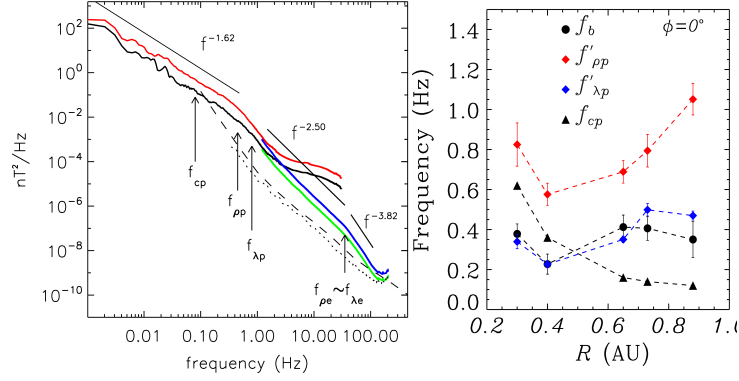 nT²/Hz
10²
10⁰
10⁻²
10⁻⁴
10⁻⁶
10⁻⁸
10⁻¹⁰
f⁻¹·⁶²
f⁻²·⁵⁰
f⁻³·⁸²
f_cp
f_ρp
f_λp
f_ρe~f_λe
0.01 0.10 1.00 10.00 100.00
frequency (Hz)
Frequency (Hz)
1.4
1.2
1.0
0.8
0.6
0.4
0.2
0.0
f_b
f'_ρp
f'_λp
f_cp
ϕ=0°
0.2 0.4 0.6 0.8 1.0
R (AU)